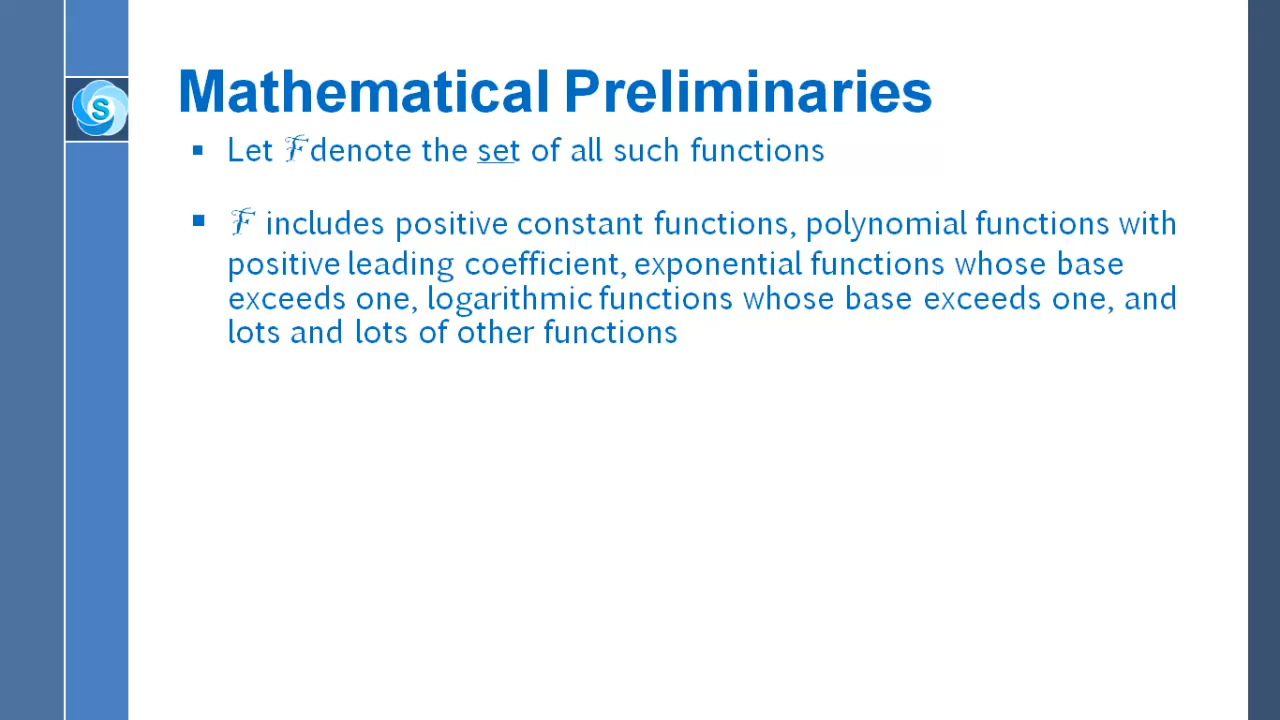 S
Mathematical Preliminaries
▪ Let ℱ denote the set of all such functions
▪ ℱ includes positive constant functions, polynomial functions with
positive leading coefficient, exponential functions whose base
exceeds one, logarithmic functions whose base exceeds one, and
lots and lots of other functions